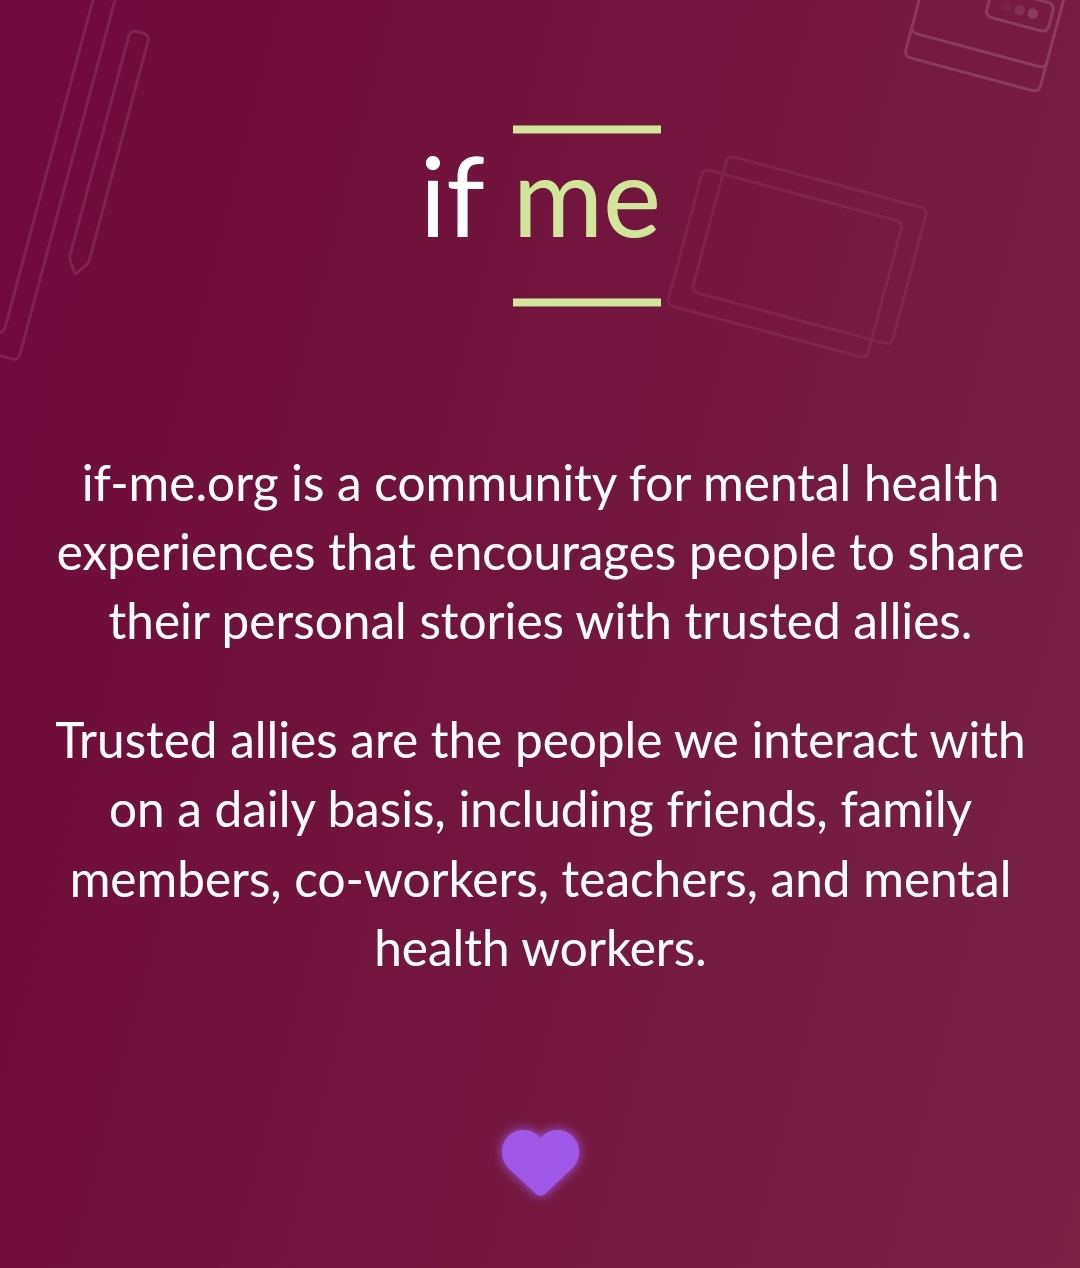 if me
if-me.org is a community for mental health
experiences that encourages people to share
their personal stories with trusted allies.
Trusted allies are the people we interact with
on a daily basis, including friends, family
members, co-workers, teachers, and mental
health workers.